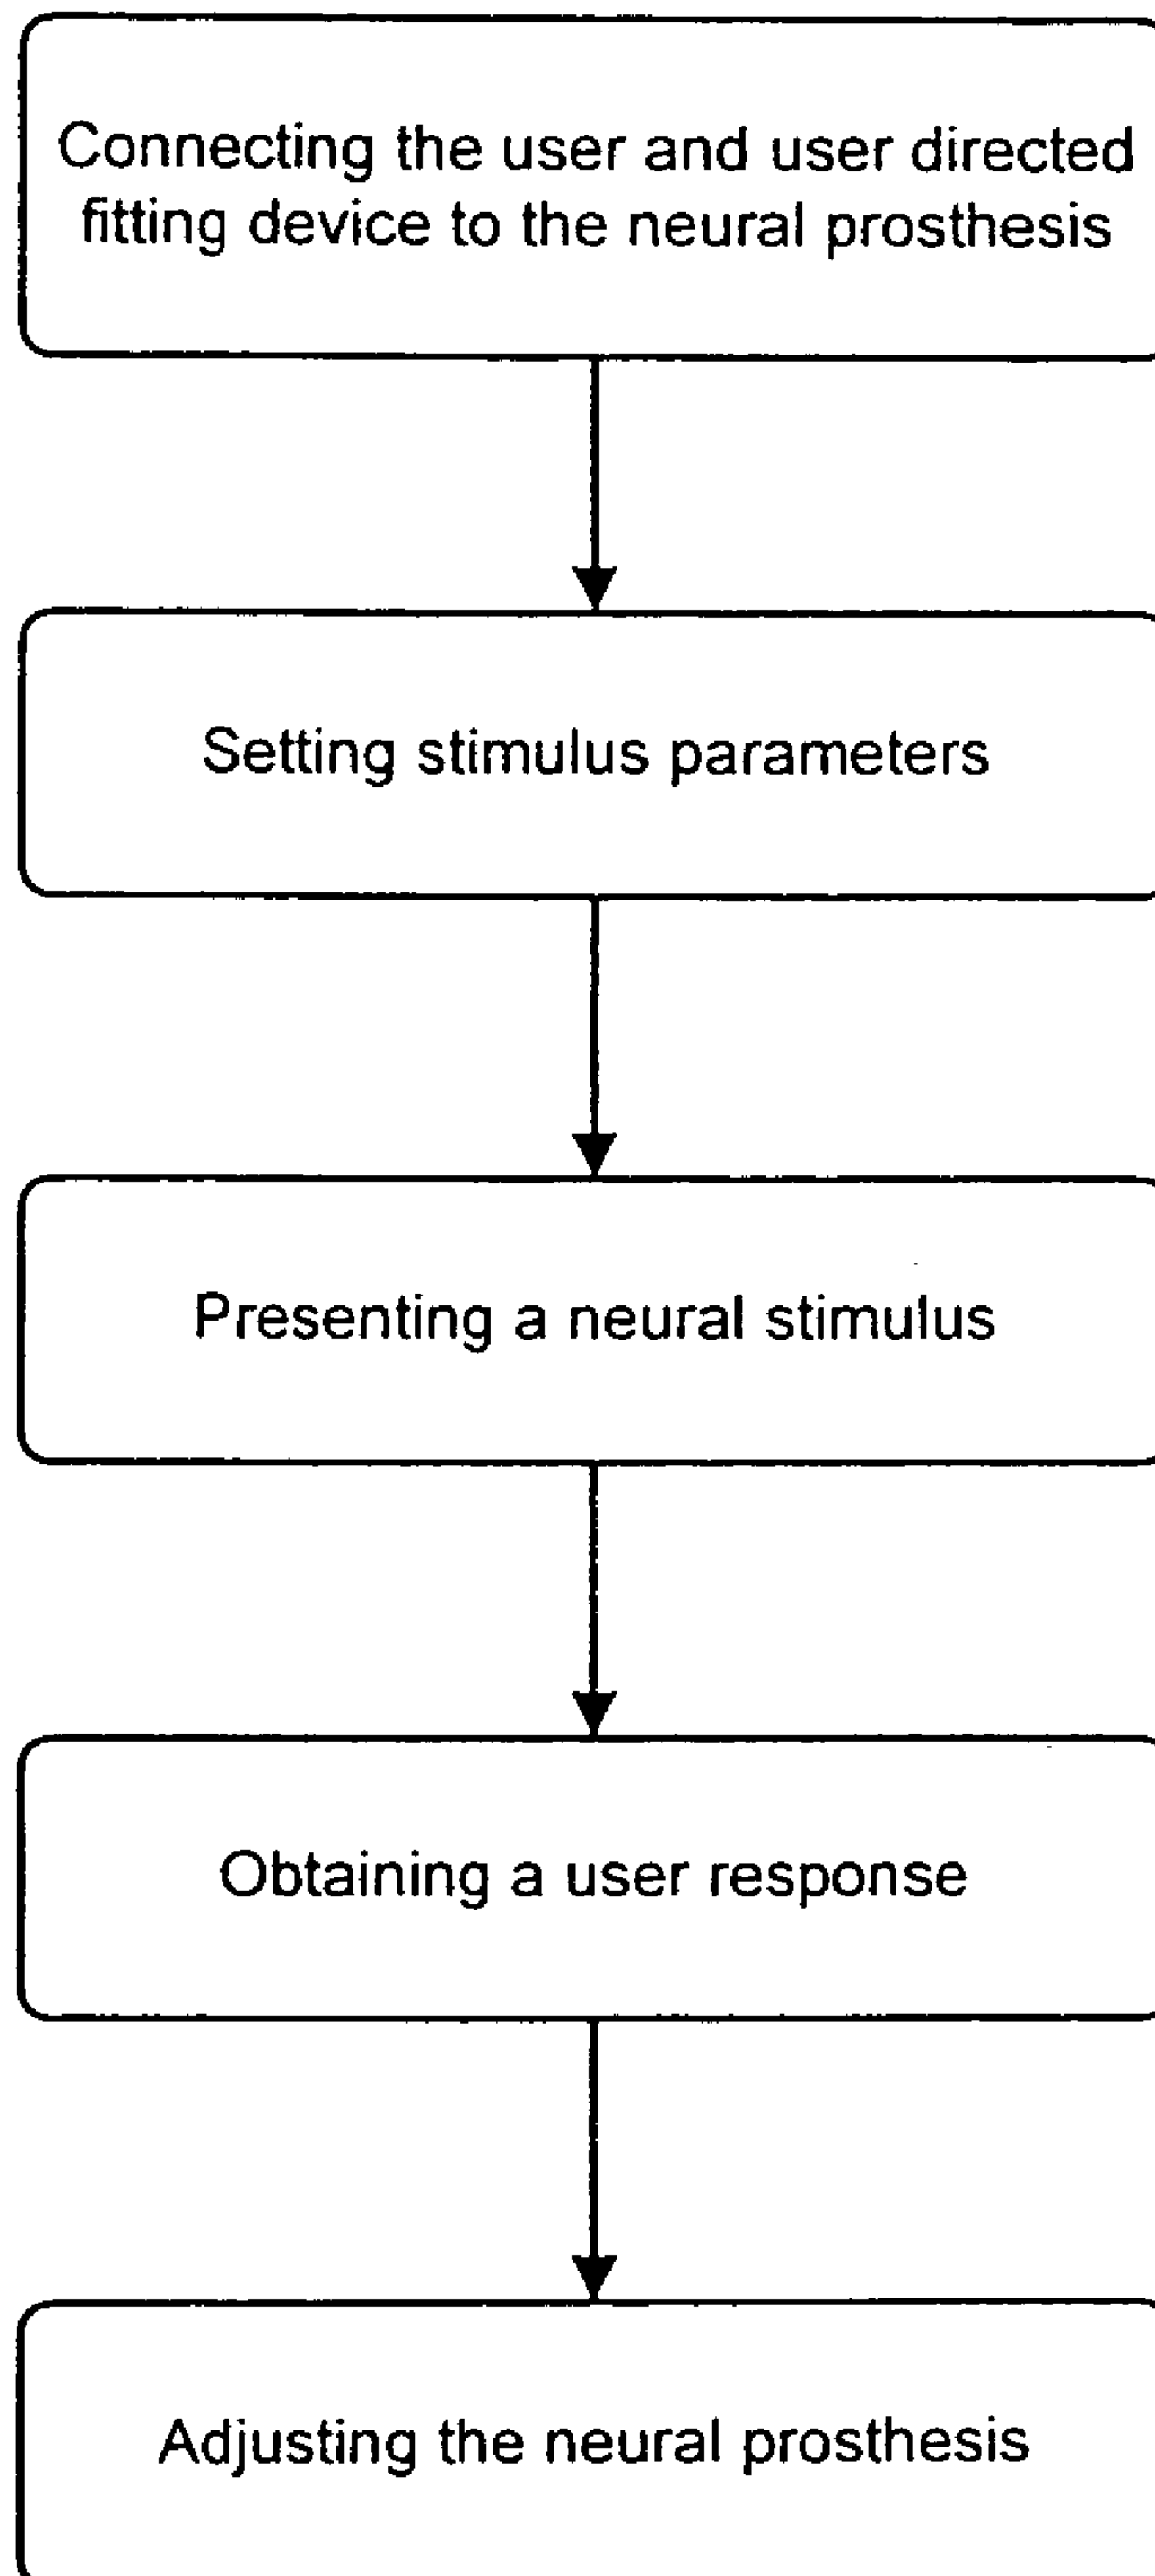 Connecting the user and user directed
fitting device to the neural prosthesis
Setting stimulus parameters
Presenting a neural stimulus
Obtaining a user response
Adjusting the neural prosthesis